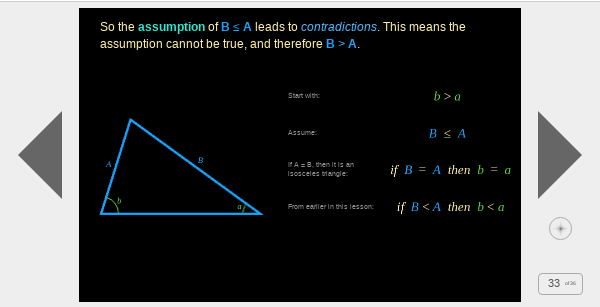 So the assumption of B ≤ A leads to contradictions. This means the
assumption cannot be true, and therefore B > A.
Start with: b > a
Assume: B ≤ A
If A = B, then it is an
isosceles triangle: if B = A then b = a
From earlier in this lesson: if B < A then b < a
A
B
b
a
33 of 36